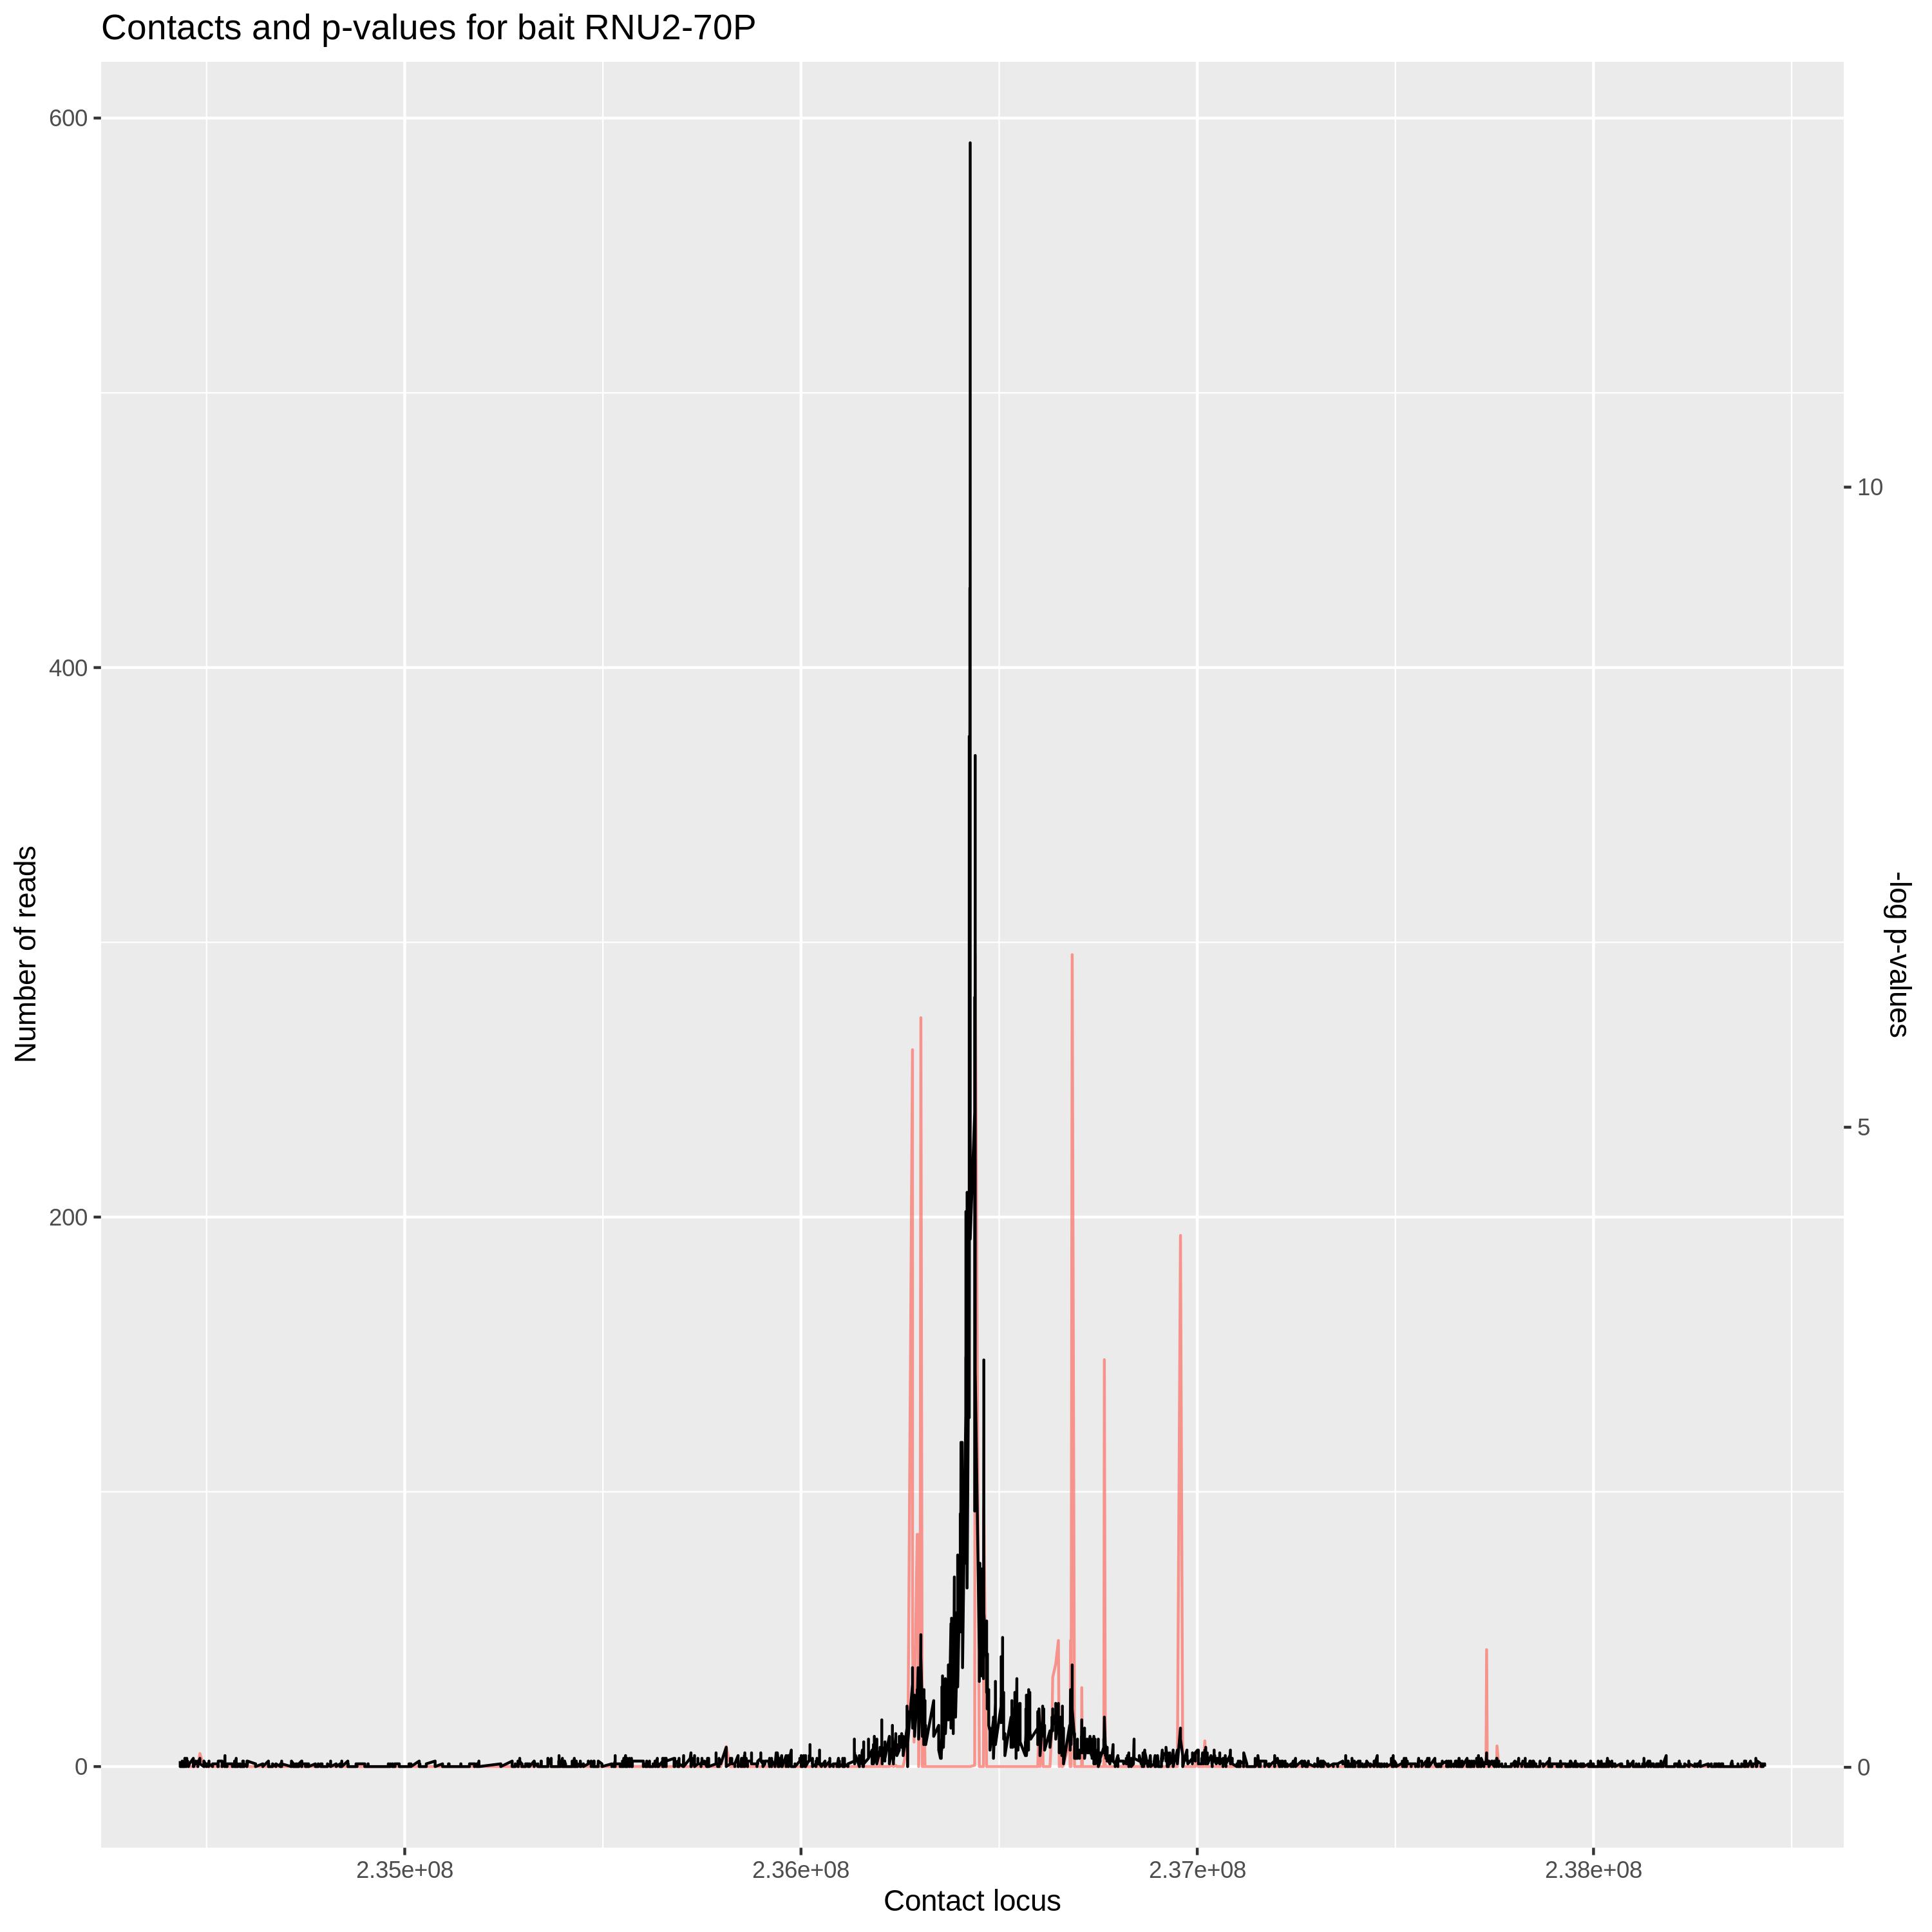 Contacts and p-values for bait RNU2-70P
600
400
200
0
Number of reads
10
5
0
-log p-values
2.35e+08
2.36e+08
2.37e+08
2.38e+08
Contact locus